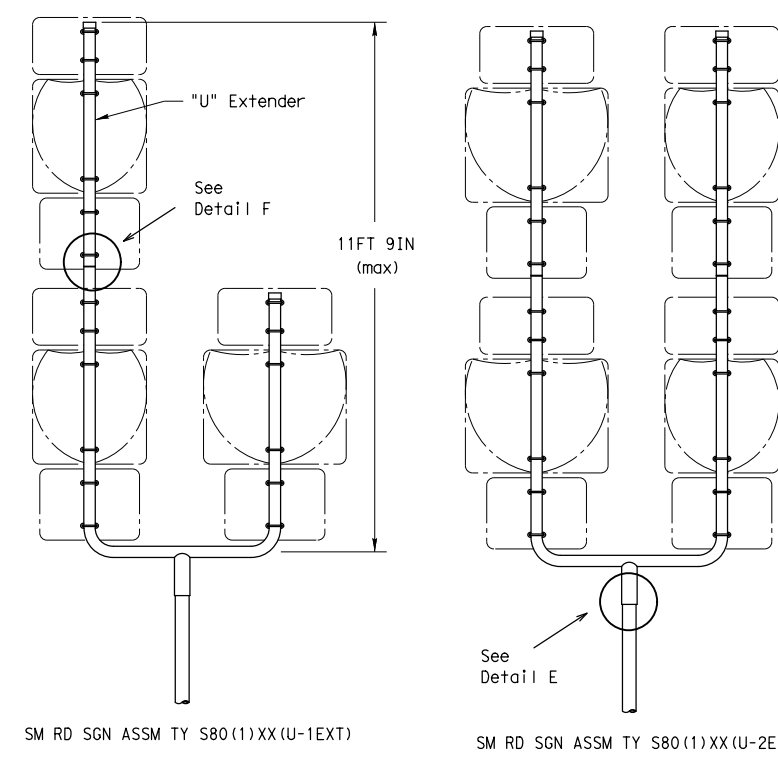 "U" Extender
See
Detail F
11FT 9IN
(max)
See
Detail E
SM RD SGN ASSM TY S80(1)XX(U-1EXT)
SM RD SGN ASSM TY S80(1)XX(U-2E